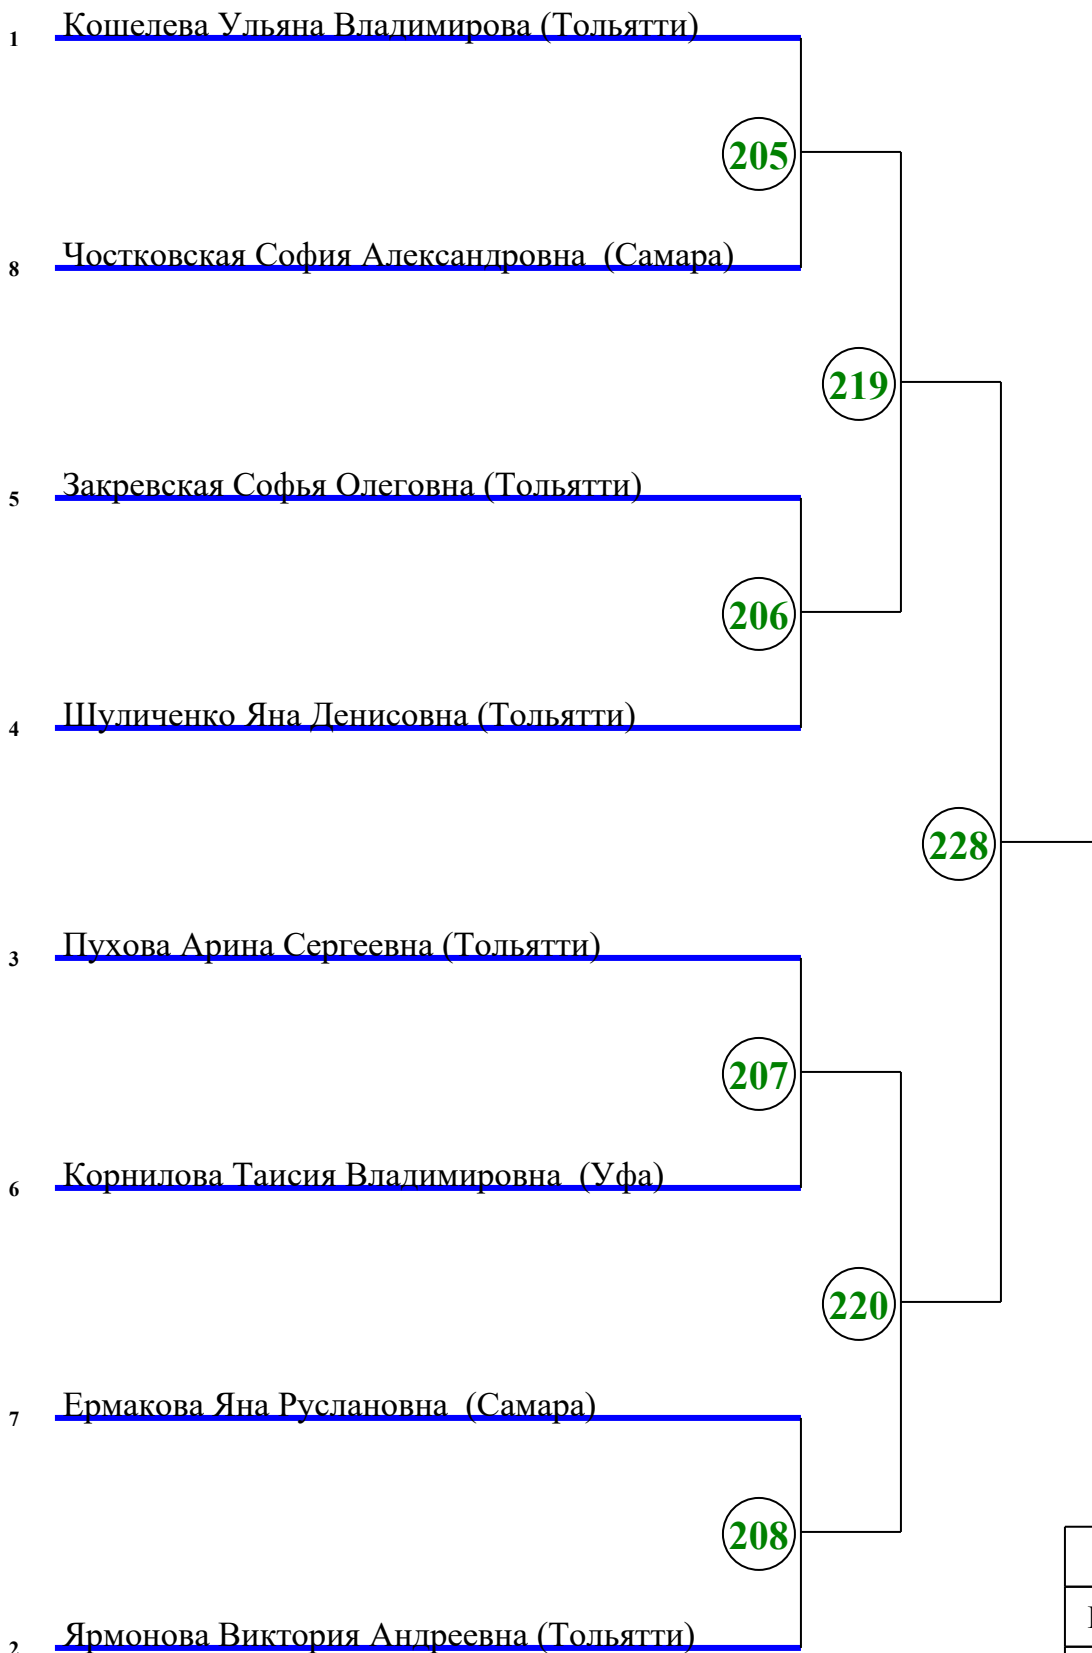 1 Кошелева Ульяна Владимирова (Тольятти)
205
8 Чостковская София Александровна (Самара)
219
5 Закревская Софья Олеговна (Тольятти)
206
4 Шуличенко Яна Денисовна (Тольятти)
228
3 Пухова Арина Сергеевна (Тольятти)
207
6 Корнилова Таисия Владимировна (Уфа)
220
7 Ермакова Яна Руслановна (Самара)
208
2 Ярмонова Виктория Андреевна (Тольятти)